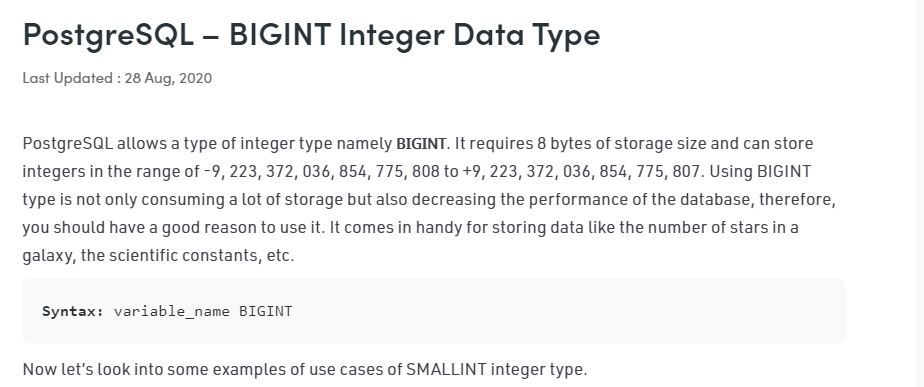 PostgreSQL – BIGINT Integer Data Type
Last Updated : 28 Aug, 2020
PostgreSQL allows a type of integer type namely BIGINT. It requires 8 bytes of storage size and can store
integers in the range of -9, 223, 372, 036, 854, 775, 808 to +9, 223, 372, 036, 854, 775, 807. Using BIGINT
type is not only consuming a lot of storage but also decreasing the performance of the database, therefore,
you should have a good reason to use it. It comes in handy for storing data like the number of stars in a
galaxy, the scientific constants, etc.
Syntax: variable_name BIGINT
Now let's look into some examples of use cases of SMALLINT integer type.